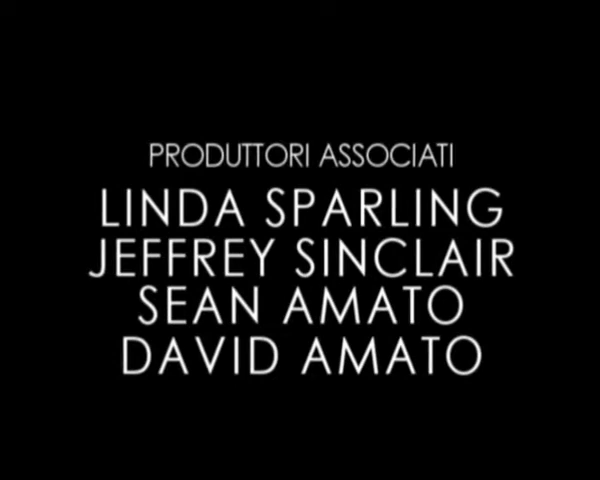 PRODUTTORI ASSOCIATI
LINDA SPARLING
JEFFREY SINCLAIR
SEAN AMATO
DAVID AMATO